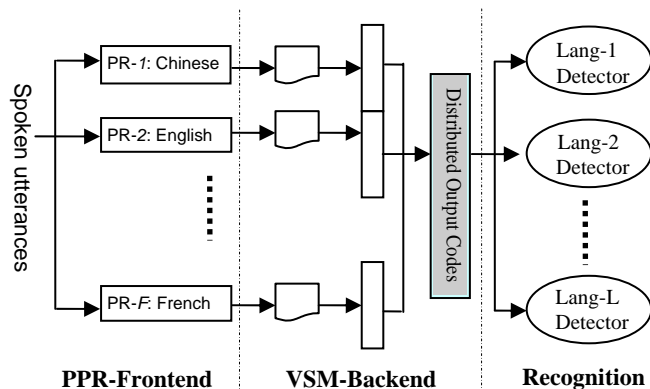 Spoken utterances
PR-1: Chinese
PR-2: English
PR-F: French
Distributed Output Codes
Lang-1
Detector
Lang-2
Detector
Lang-L
Detector
PPR-Frontend
VSM-Backend
Recognition